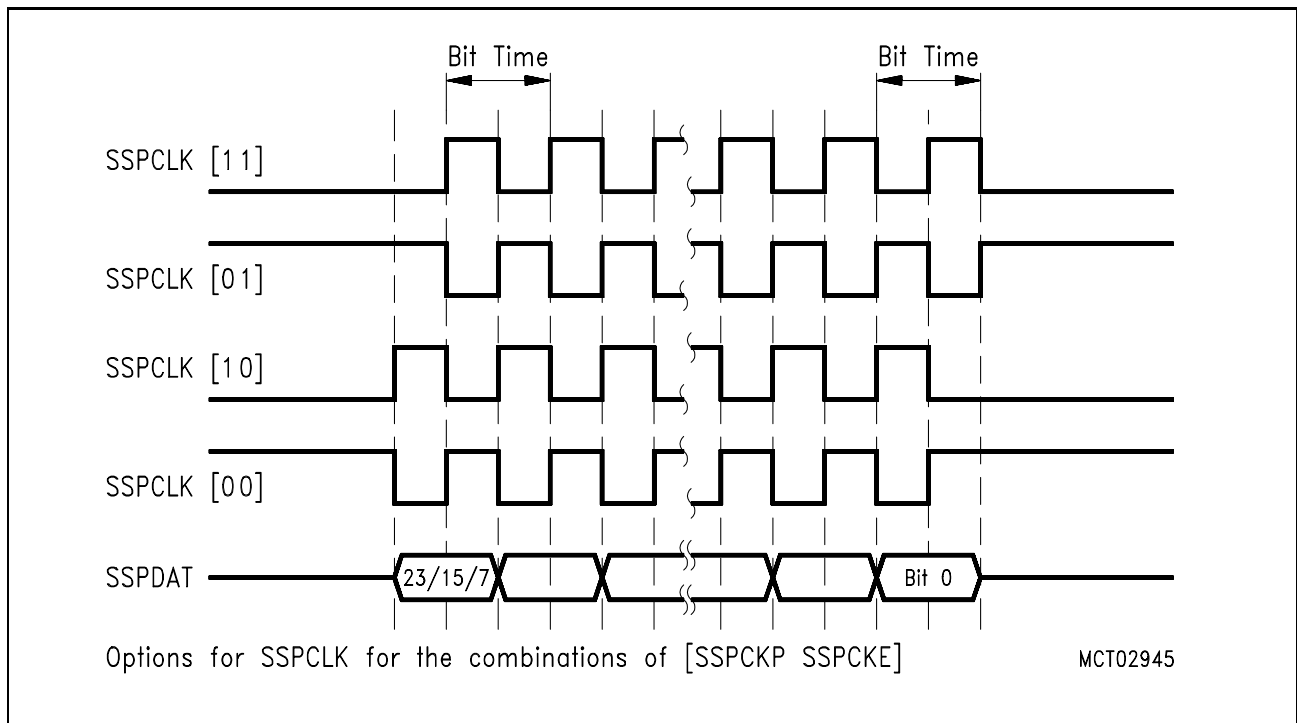 Bit Time Bit Time
SSPCLK [11]
SSPCLK [01]
SSPCLK [10]
SSPCLK [00]
SSPDAT 23/15/7 Bit 0
Options for SSPCLK for the combinations of [SSPCKP SSPCKE] MCT02945